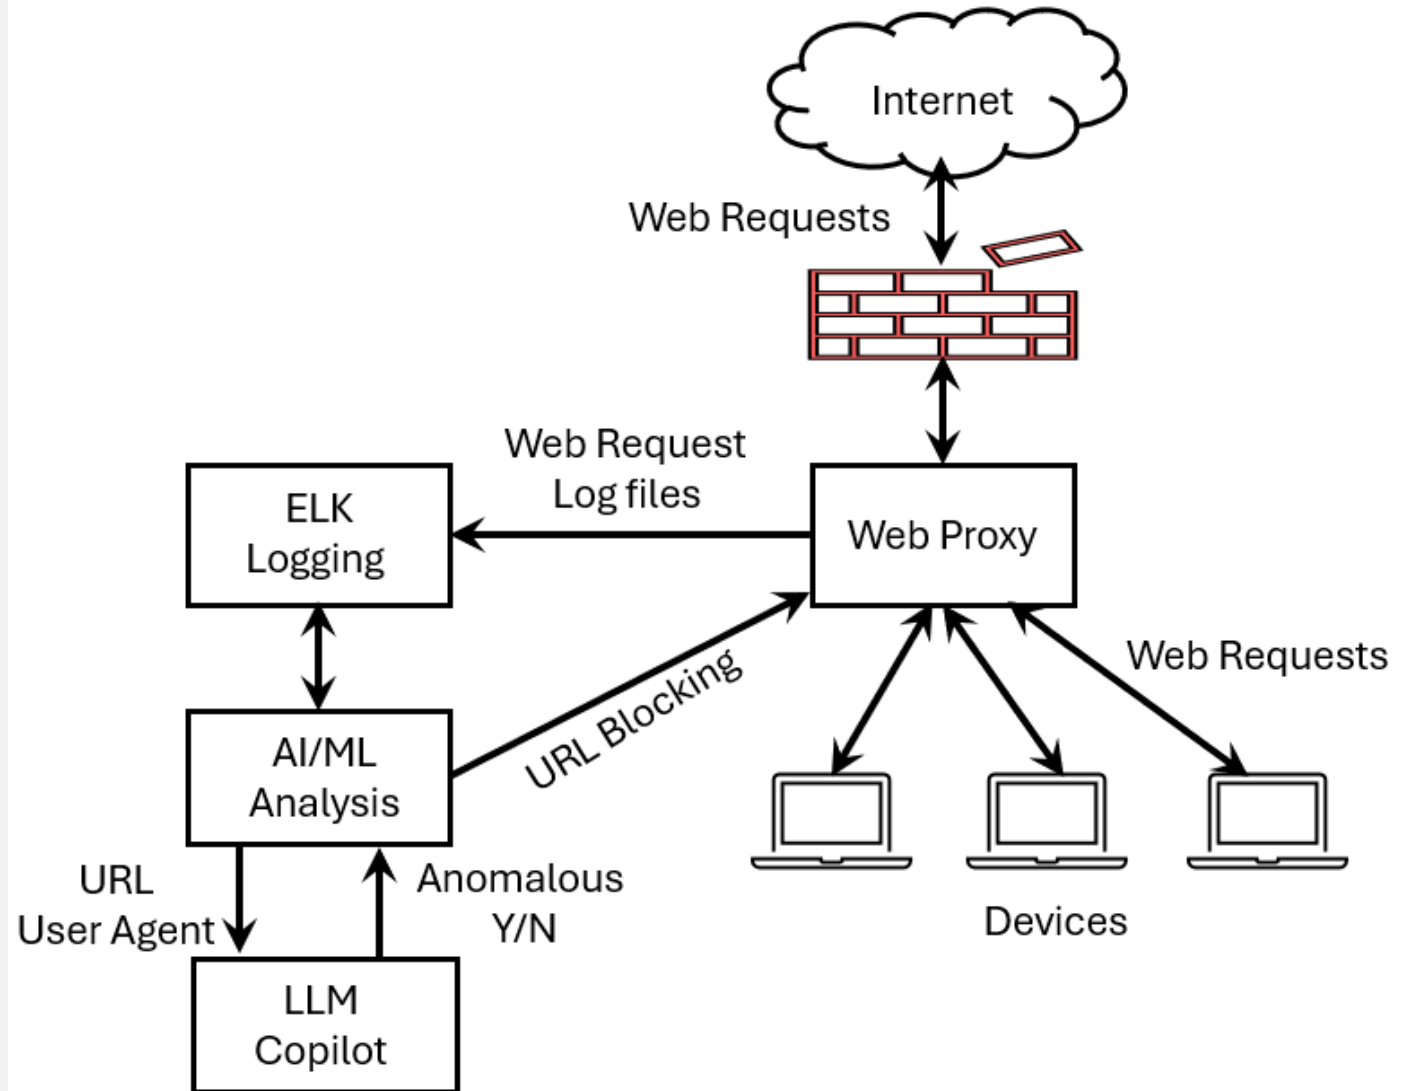 Internet
Web Requests
Web Request
Log files
ELK
Logging
Web Proxy
Web Requests
URL Blocking
AI/ML
Analysis
URL
User Agent
Anomalous
Y/N
Devices
LLM
Copilot